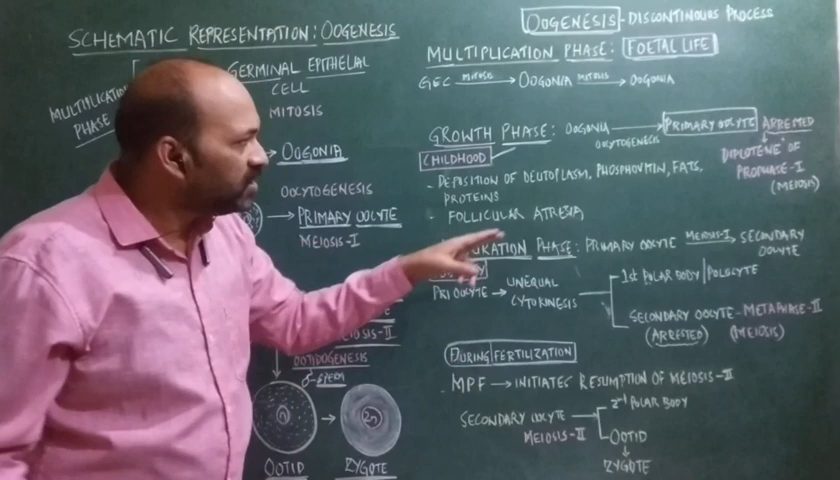 SCHEMATIC REPRESENTATION: OOGENESIS
GERMINAL EPITHELIAL
CELL
MULTIPLICATION
PHASE
MITOSIS
OOGONIA
OOCYTOGENESIS
PRIMARY OOCYTE
MEIOSIS-I
MEIOSIS-II
OOTIDOGENESIS
♂ SPERM
n
2n
OOTID
ZYGOTE
OOGENESIS - DISCONTINOUS PROCESS
MULTIPLICATION PHASE: FOETAL LIFE
GEC MITOSIS → OOGONIA MITOSIS → OOGONIA
GROWTH PHASE: OOGONIA → PRIMARY OOCYTE ARRESTED
OOCYTOGENESIS
CHILDHOOD
DIPLOTENE OF
PROPHASE-I
(MEIOSIS)
- DEPOSITION OF DEUTOPLASM, PHOSPHOVITIN, FATS,
PROTEINS
- FOLLICULAR ATRESIA
PHASE: PRIMARY OOCYTE MEIOSIS-I → SECONDARY
OOCYTE
PRI OOCYTE → UNEQUAL
CYTOKINESIS
1st POLAR BODY / POLOCYTE
SECONDARY OOCYTE - METAPHASE-II
(ARRESTED) (MEIOSIS)
DURING FERTILIZATION
MPF → INITIATES RESUMPTION OF MEIOSIS-II
SECONDARY OOCYTE
MEIOSIS-II
2nd POLAR BODY
OOTID
↓
ZYGOTE